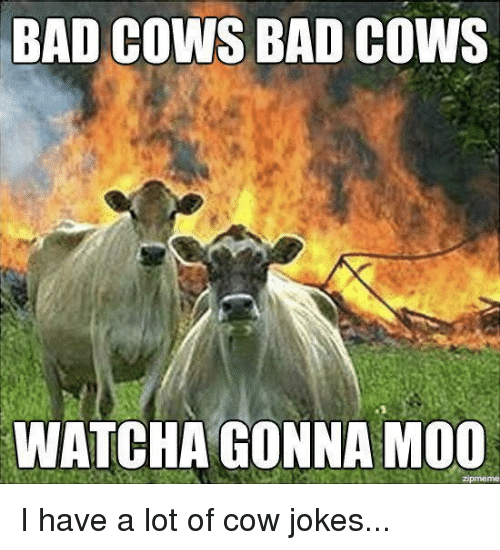 BAD COWS BAD COWS
WATCHA GONNA MOO
zipmeme
I have a lot of cow jokes...